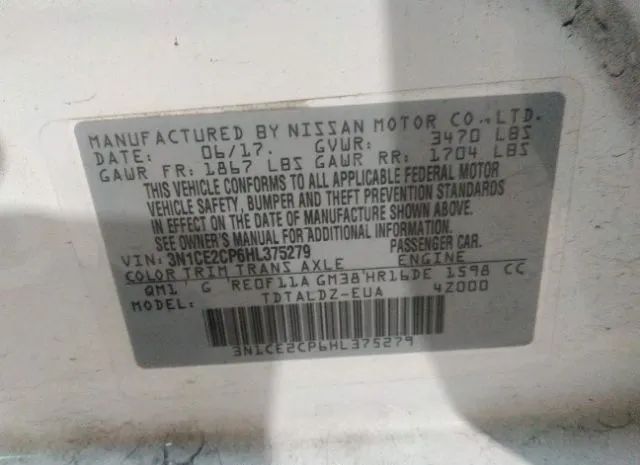 MANUFACTURED BY NISSAN MOTOR CO.,LTD.
DATE: 06/17. GVWR: 3470 LBS
GAWR FR: 1867 LBS GAWR RR: 1704 LBS
THIS VEHICLE CONFORMS TO ALL APPLICABLE FEDERAL MOTOR
VEHICLE SAFETY, BUMPER AND THEFT PREVENTION STANDARDS
IN EFFECT ON THE DATE OF MANUFACTURE SHOWN ABOVE.
SEE OWNER'S MANUAL FOR ADDITIONAL INFORMATION.
VIN: 3N1CE2CP6HL375279 PASSENGER CAR.
COLOR TRIM TRANS AXLE ENGINE
QM1 G RE0F11A GM38 HR16DE 1598 CC
MODEL: TDTALDZ-EUA 4Z000
3N1CE2CP6HL375279